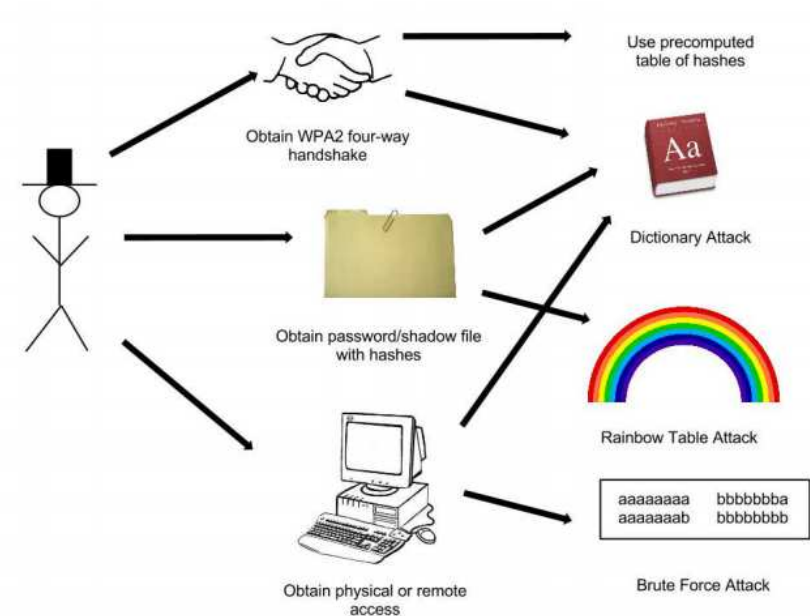 Use precomputed
table of hashes
Obtain WPA2 four-way
handshake
Aa
Dictionary Attack
Obtain password/shadow file
with hashes
Rainbow Table Attack
aaaaaaaa bbbbbbba
aaaaaaab bbbbbbbb
Obtain physical or remote
access
Brute Force Attack